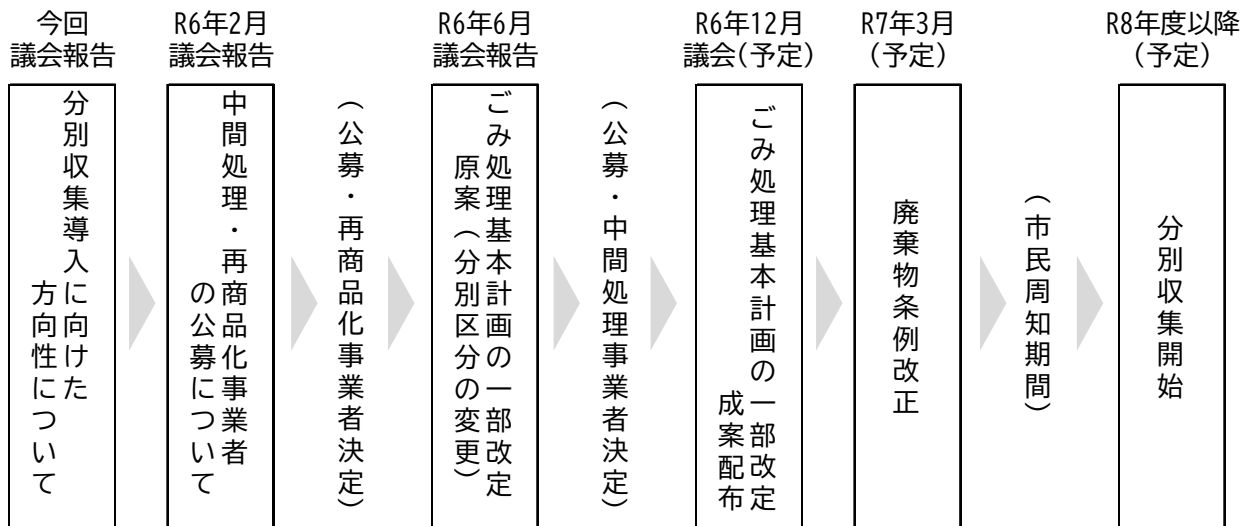 今回
議会報告
分別収集導入に向けた
方向性について
R6年2月
議会報告
中間処理・再商品化事業者
の公募について
（公募・再商品化事業者決定）
R6年6月
議会報告
ごみ処理基本計画の一部改定
原案（分別区分の変更）
（公募・中間処理事業者決定）
R6年12月
議会(予定)
ごみ処理基本計画の一部改定
成案配布
R7年3月
(予定)
廃棄物条例改正
（市民周知期間）
R8年度以降
(予定)
分別収集開始